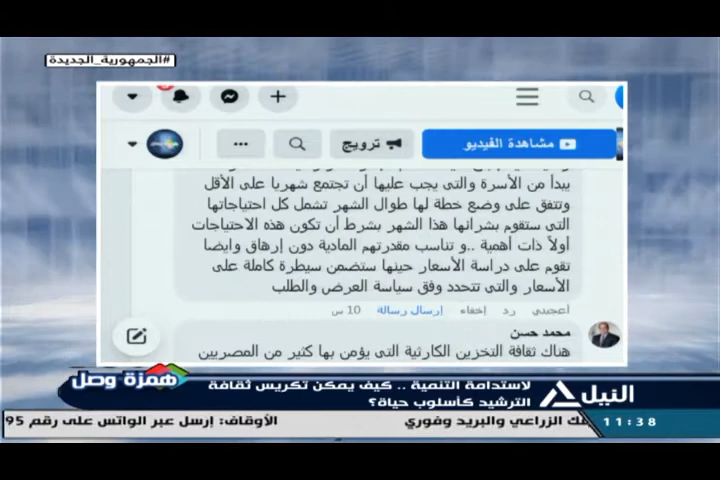 #الجمهورية_الجديدة
ترويج
مشاهدة الفيديو
يبدأ من الأسرة والتى يجب عليها أن تجتمع شهريا على الأقل
وتتفق على وضع خطة لها طوال الشهر تشمل كل احتياجاتها
التى ستقوم بشرائها هذا الشهر بشرط أن تكون هذه الاحتياجات
أولاً ذات أهمية ..و تناسب مقدرتهم المادية دون إرهاق وايضا
تقوم على دراسة الأسعار حينها ستضمن سيطرة كاملة على
الأسعار والتى تتحدد وفق سياسة العرض والطلب
أعجبني رد إخفاء إرسال رسالة 10 س
محمد حسن
هناك ثقافة التخزين الكارثية التى يؤمن بها كثير من المصريين
همزة وصل
لاستدامة التنمية .. كيف يمكن تكريس ثقافة
الترشيد كأسلوب حياة؟
النيل
11:38
الزراعي والبريد وفوري
الأوقاف: إرسل عبر الواتس على رقم 95